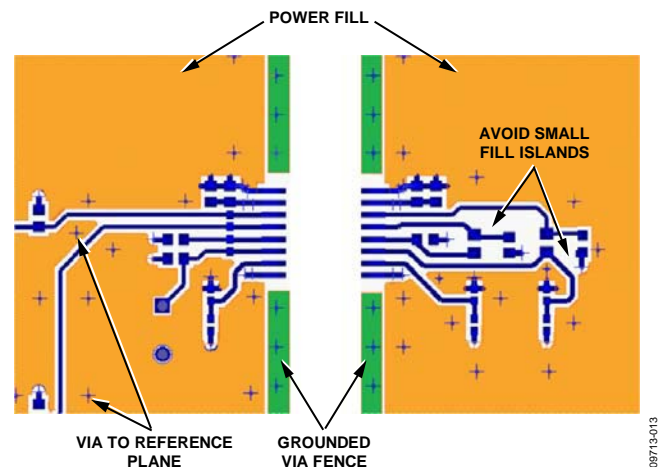 POWER FILL
AVOID SMALL
FILL ISLANDS
VIA TO REFERENCE
PLANE
GROUNDED
VIA FENCE
09713-013